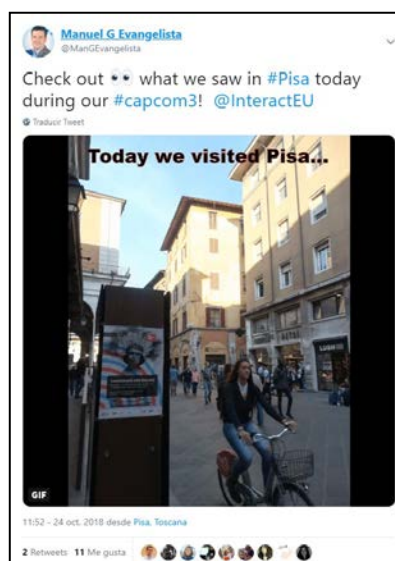 Manuel G Evangelista
@ManGEvangelista
Check out 👀 what we saw in #Pisa today
during our #capcom3! @InteractEU
Traducir Tweet
Today we visited Pisa...
GIF
11:52 - 24 oct. 2018 desde Pisa, Toscana
2 Retweets 11 Me gusta